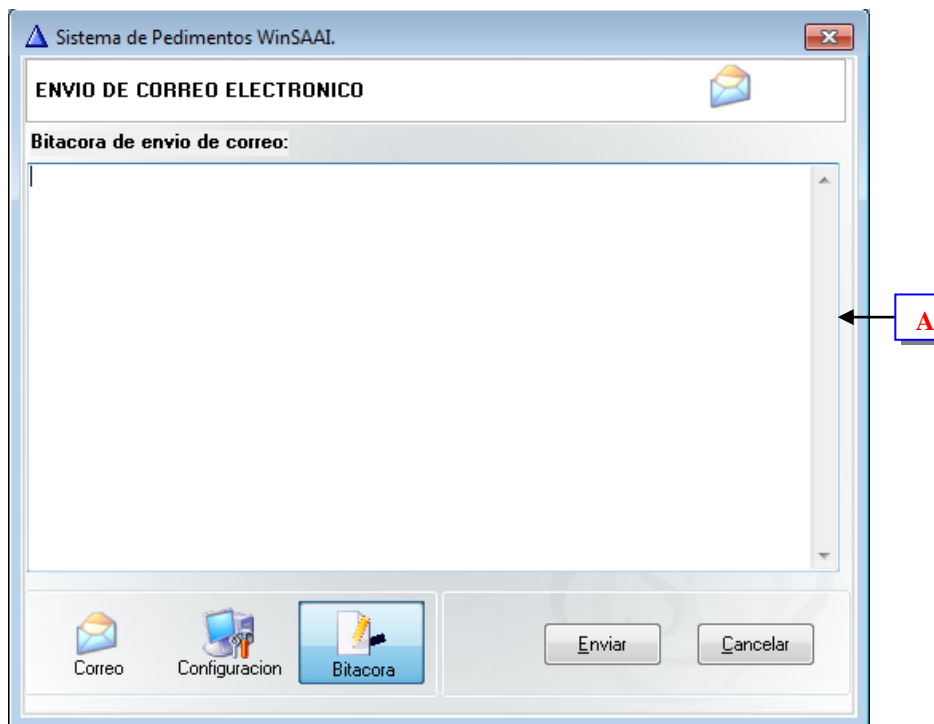 Sistema de Pedimentos WinSAAI.
ENVIO DE CORREO ELECTRONICO
Bitacora de envio de correo:
A
Correo
Configuracion
Bitacora
Enviar
Cancelar